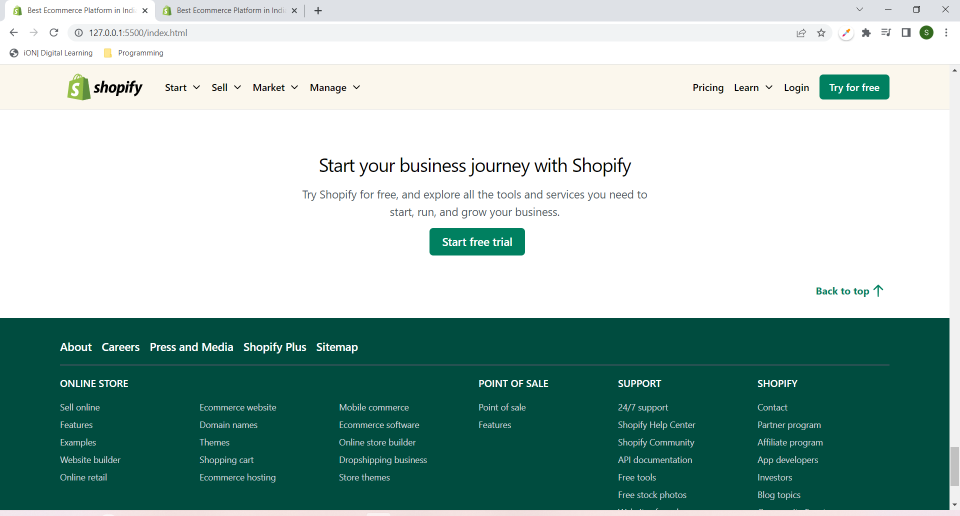 Best Ecommerce Platform in Indi
Best Ecommerce Platform in Indi
127.0.0.1:5500/index.html
S
iON| Digital Learning
Programming
shopify
Start
Sell
Market
Manage
Pricing
Learn
Login
Try for free
Start your business journey with Shopify
Try Shopify for free, and explore all the tools and services you need to
start, run, and grow your business.
Start free trial
Back to top
About Careers Press and Media Shopify Plus Sitemap
ONLINE STORE
Sell online
Features
Examples
Website builder
Online retail
Ecommerce website
Domain names
Themes
Shopping cart
Ecommerce hosting
Mobile commerce
Ecommerce software
Online store builder
Dropshipping business
Store themes
POINT OF SALE
Point of sale
Features
SUPPORT
24/7 support
Shopify Help Center
Shopify Community
API documentation
Free tools
Free stock photos
SHOPIFY
Contact
Partner program
Affiliate program
App developers
Investors
Blog topics